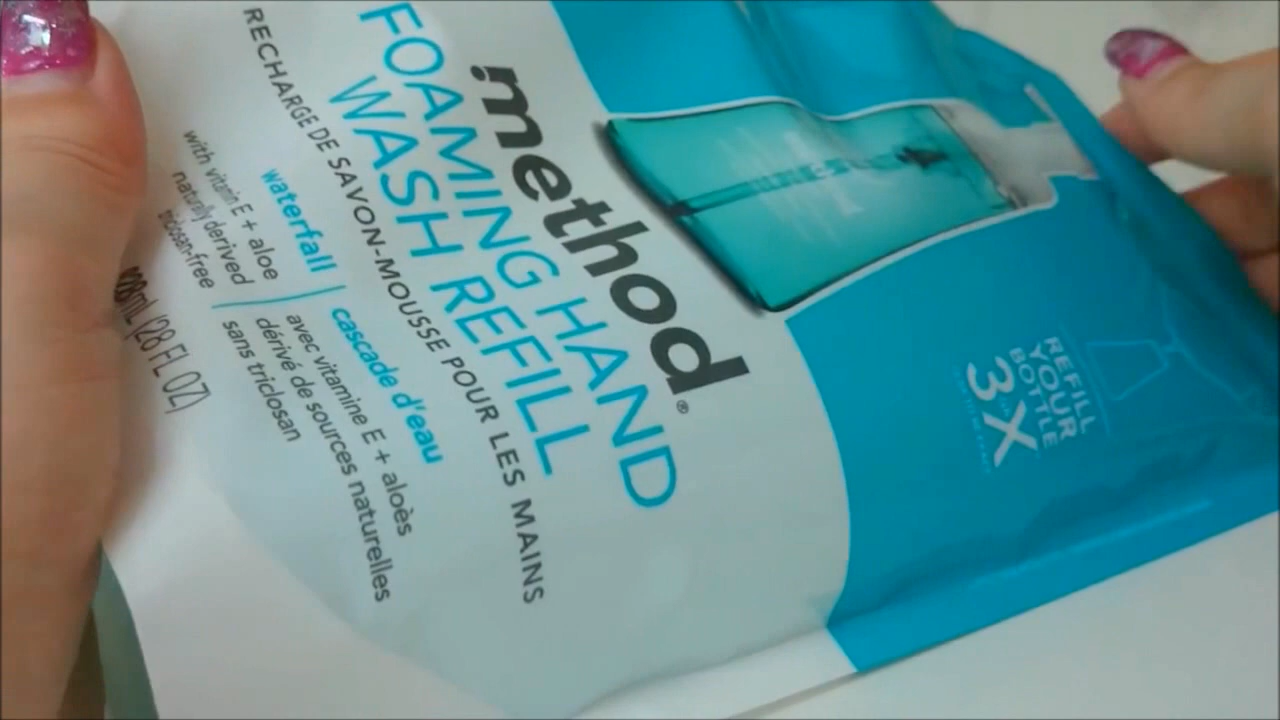 method®
FOAMING HAND
WASH REFILL
RECHARGE DE SAVON-MOUSSE POUR LES MAINS
waterfall
with vitamin E + aloe
naturally derived
triclosan-free
cascade d'eau
avec vitamine E + aloès
dérivé de sources naturelles
sans triclosan
828mL (28 FL OZ)
REFILL
YOUR
BOTTLE
3X